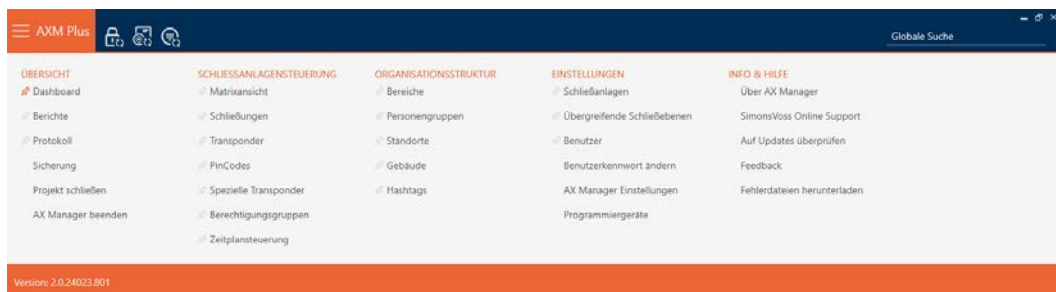 AXM Plus
Globale Suche
ÜBERSICHT
Dashboard
Berichte
Protokoll
Sicherung
Projekt schließen
AX Manager beenden
SCHLIESSANLAGENSTEUERUNG
Matrixansicht
Schließungen
Transponder
PinCodes
Spezielle Transponder
Berechtigungsgruppen
Zeitplansteuerung
ORGANISATIONSSTRUKTUR
Bereiche
Personengruppen
Standorte
Gebäude
Hashtags
EINSTELLUNGEN
Schließanlagen
Übergreifende Schließebenen
Benutzer
Benutzerkennwort ändern
AX Manager Einstellungen
Programmiergeräte
INFO & HILFE
Über AX Manager
SimonsVoss Online Support
Auf Updates überprüfen
Feedback
Fehlerdateien herunterladen
Version: 2.0.24023.801